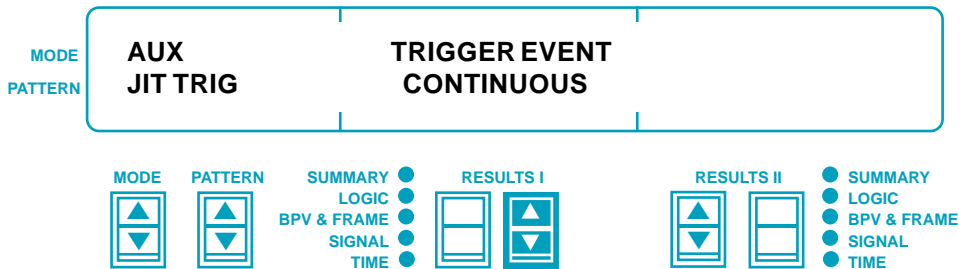 MODE AUX TRIGGER EVENT
PATTERN JIT TRIG CONTINUOUS
MODE PATTERN SUMMARY RESULTS I RESULTS II SUMMARY
LOGIC LOGIC
BPV & FRAME BPV & FRAME
SIGNAL SIGNAL
TIME TIME